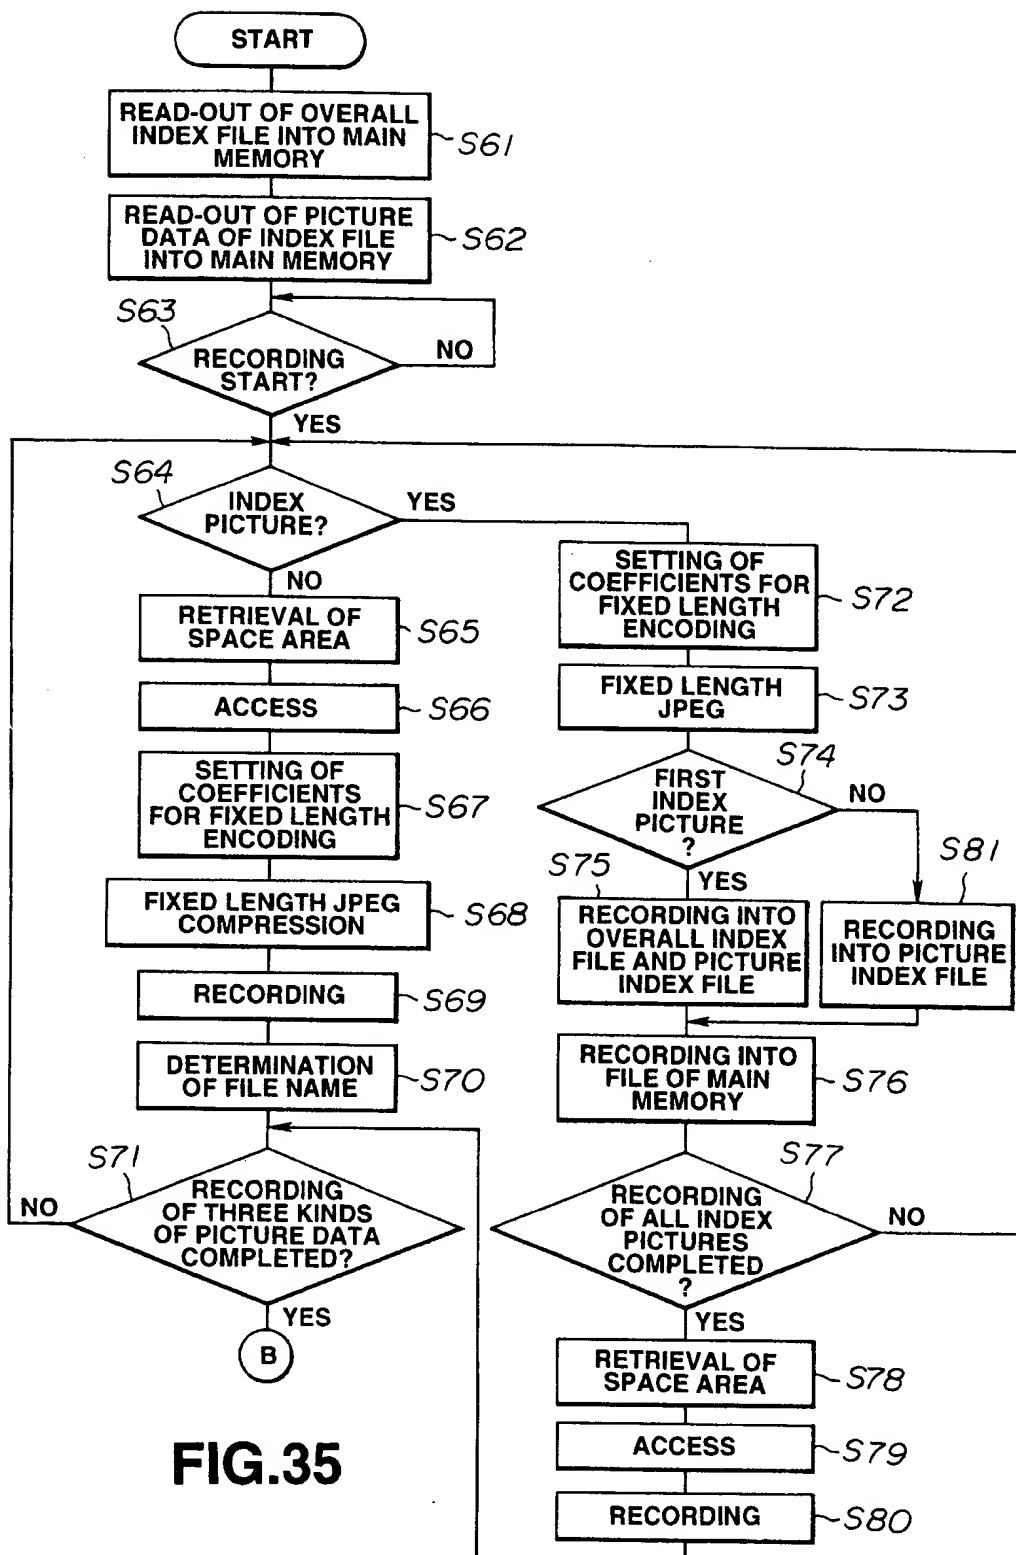 START
READ-OUT OF OVERALL
INDEX FILE INTO MAIN
MEMORY
S61
READ-OUT OF PICTURE
DATA OF INDEX FILE
INTO MAIN MEMORY
S62
S63
RECORDING
START?
NO
YES
S64
INDEX
PICTURE?
YES
NO
RETRIEVAL OF
SPACE AREA
S65
ACCESS
S66
SETTING OF
COEFFICIENTS
FOR FIXED LENGTH
ENCODING
S67
FIXED LENGTH JPEG
COMPRESSION
S68
RECORDING
S69
DETERMINATION
OF FILE NAME
S70
S71
RECORDING
OF THREE KINDS
OF PICTURE DATA
COMPLETED?
NO
YES
B
SETTING OF
COEFFICIENTS FOR
FIXED LENGTH
ENCODING
S72
FIXED LENGTH
JPEG
S73
S74
FIRST
INDEX
PICTURE
?
NO
YES
S75
RECORDING INTO
OVERALL INDEX
FILE AND PICTURE
INDEX FILE
S81
RECORDING
INTO PICTURE
INDEX FILE
RECORDING INTO
FILE OF MAIN
MEMORY
S76
S77
RECORDING
OF ALL INDEX
PICTURES
COMPLETED
?
NO
YES
RETRIEVAL OF
SPACE AREA
S78
ACCESS
S79
RECORDING
S80
FIG.35